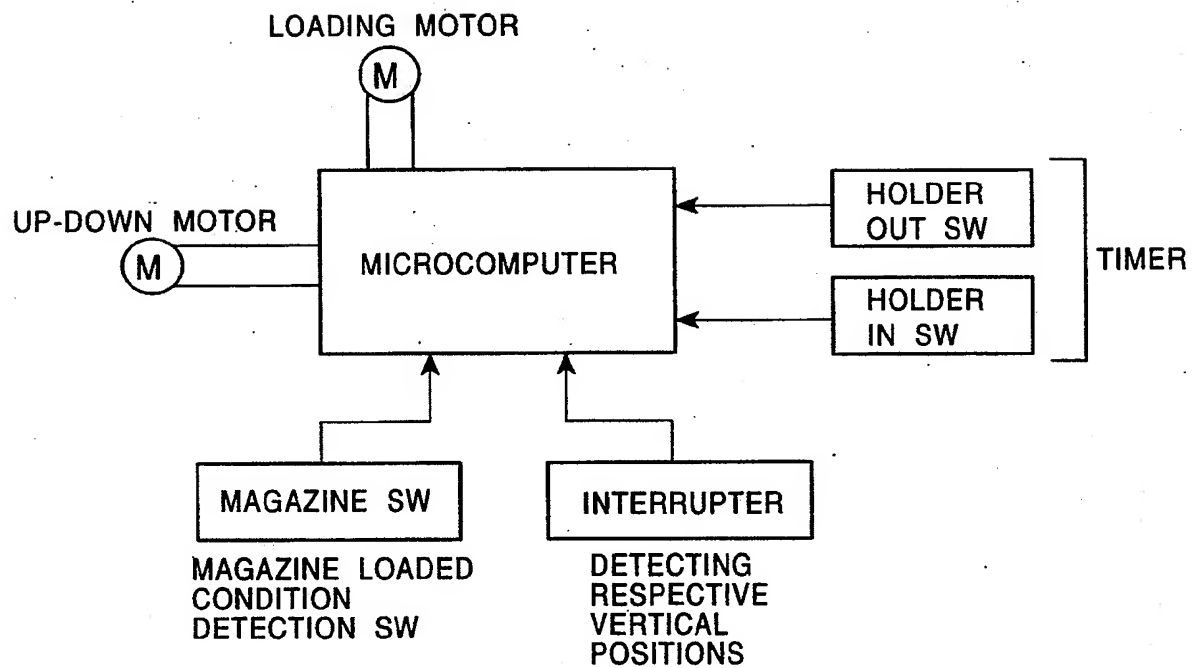 LOADING MOTOR
M
UP-DOWN MOTOR
M
MICROCOMPUTER
HOLDER
OUT SW
HOLDER
IN SW
TIMER
MAGAZINE SW
MAGAZINE LOADED
CONDITION
DETECTION SW
INTERRUPTER
DETECTING
RESPECTIVE
VERTICAL
POSITIONS